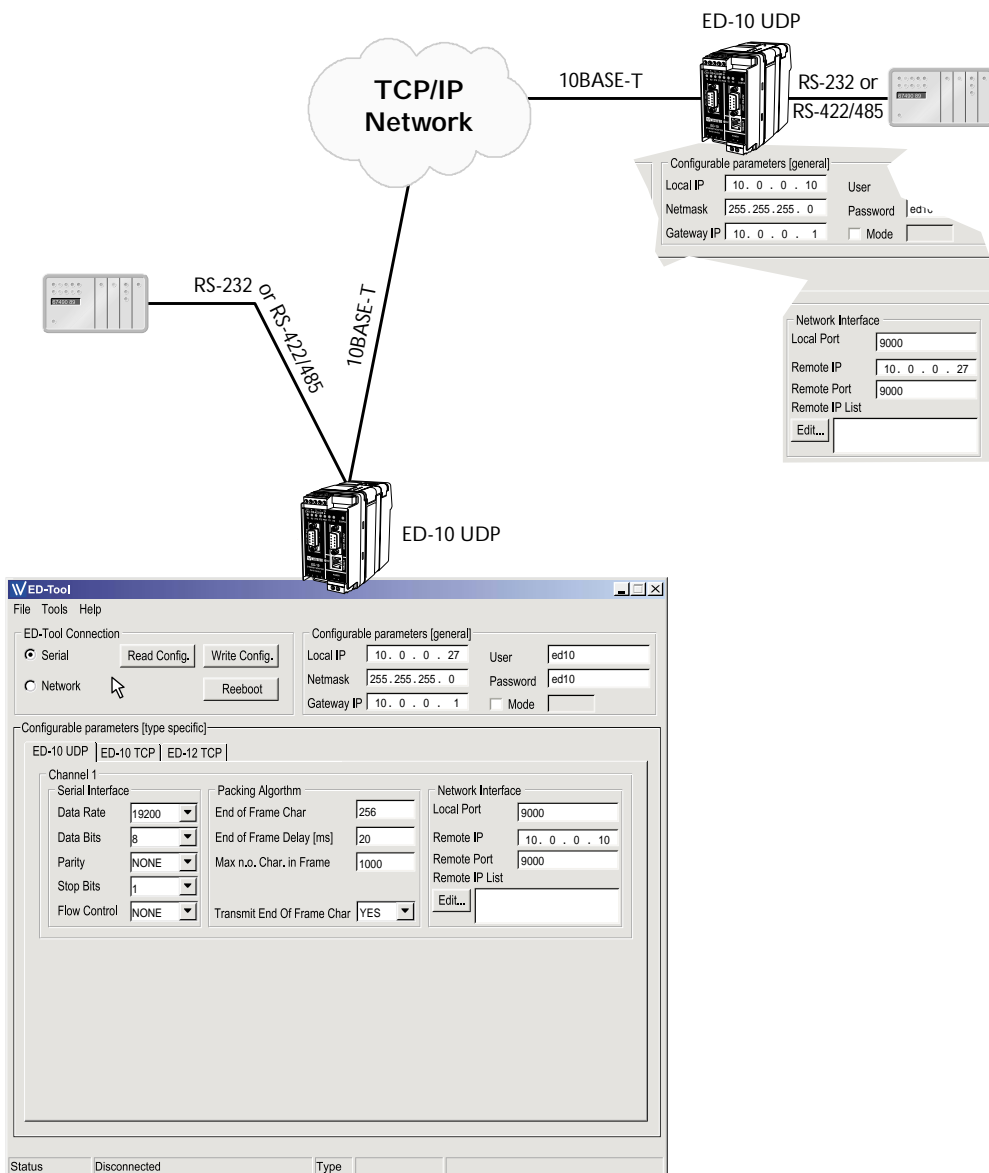 ED-10 UDP
TCP/IP
Network
10BASE-T
RS-232 or
RS-422/485
Configurable parameters [general]
Local IP 10. 0 . 0 . 10 User
Netmask 255.255.255. 0 Password
Gateway IP 10. 0 . 0 . 1 Mode
RS-232 or RS-422/485
10BASE-T
Network Interface
Local Port 9000
Remote IP 10. 0 . 0 . 27
Remote Port 9000
Remote IP List
Edit...
ED-10 UDP
ED-Tool
File Tools Help
ED-Tool Connection
Serial Read Config. Write Config.
Network Reeboot
Configurable parameters [general]
Local IP 10. 0 . 0 . 27 User ed10
Netmask 255.255.255. 0 Password ed10
Gateway IP 10. 0 . 0 . 1 Mode
Configurable parameters [type specific]
ED-10 UDP ED-10 TCP ED-12 TCP
Channel 1
Serial Interface
Data Rate 19200
Data Bits 8
Parity NONE
Stop Bits 1
Flow Control NONE
Packing Algorthm
End of Frame Char 256
End of Frame Delay [ms] 20
Max n.o. Char. in Frame 1000
Transmit End Of Frame Char YES
Network Interface
Local Port 9000
Remote IP 10. 0 . 0 . 10
Remote Port 9000
Remote IP List
Edit...
Status Disconnected Type